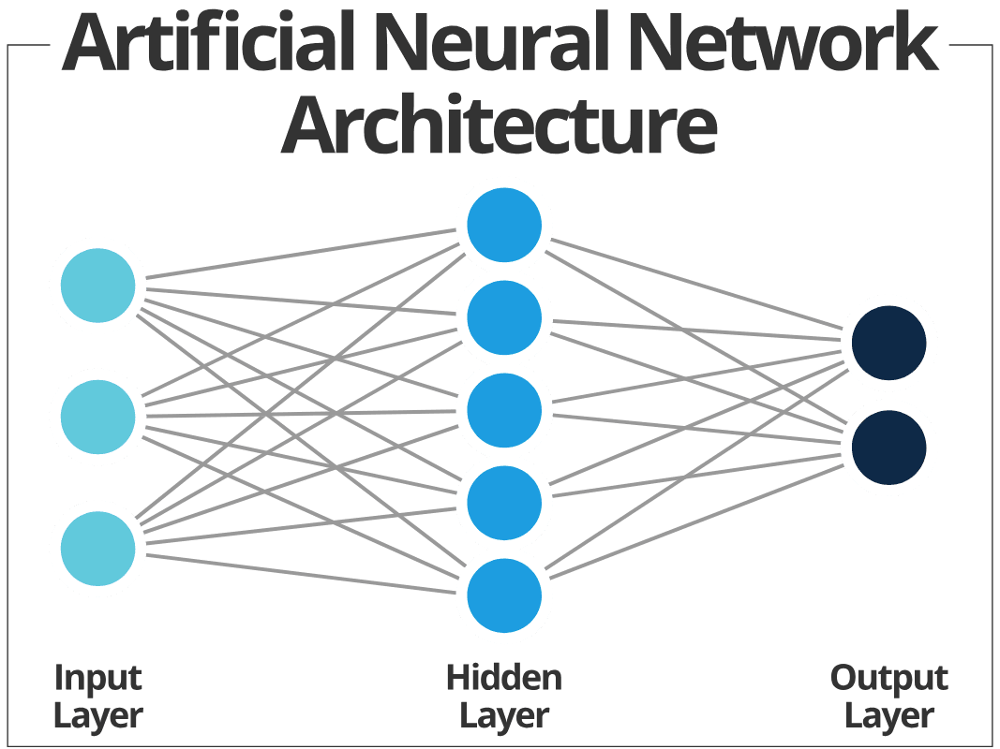 Artificial Neural Network
Architecture
Input
Layer
Hidden
Layer
Output
Layer